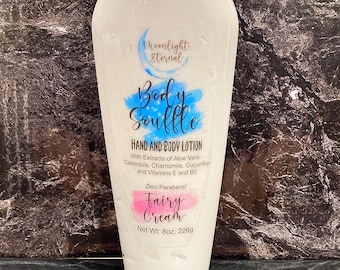 Moonlight
Eternal
Body
Souffle
HAND AND BODY LOTION
With Extracts of Aloe Vera,
Calendula, Chamomile, Cucumber
and Vitamins E and B5
Zero Parabens!
Fairy
Cream
Net Wt: 8oz, 226g